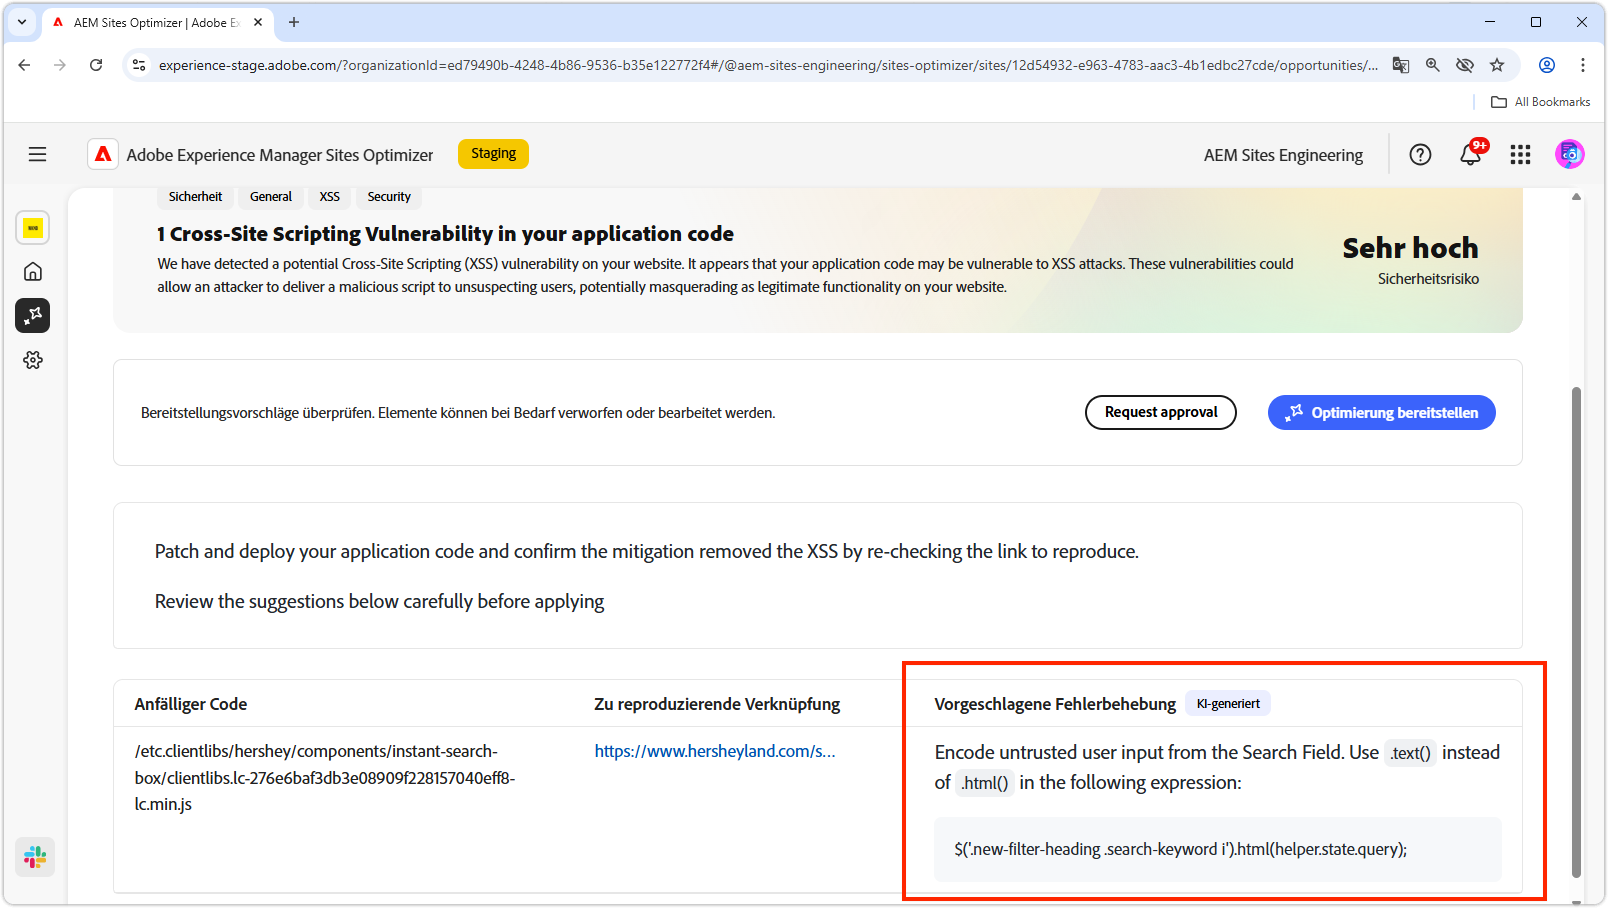 AEM Sites Optimizer | Adobe Ex
experience-stage.adobe.com/?organizationId=ed79490b-4248-4b86-9536-b35e122772f4#/@aem-sites-engineering/sites-optimizer/sites/12d54932-e963-4783-aac3-4b1edbc27cde/opportunities/...
All Bookmarks
Adobe Experience Manager Sites Optimizer
Staging
AEM Sites Engineering
9+
Sicherheit
General
XSS
Security
1 Cross-Site Scripting Vulnerability in your application code
We have detected a potential Cross-Site Scripting (XSS) vulnerability on your website. It appears that your application code may be vulnerable to XSS attacks. These vulnerabilities could
allow an attacker to deliver a malicious script to unsuspecting users, potentially masquerading as legitimate functionality on your website.
Sehr hoch
Sicherheitsrisiko
Bereitstellungsvorschläge überprüfen. Elemente können bei Bedarf verworfen oder bearbeitet werden.
Request approval
Optimierung bereitstellen
Patch and deploy your application code and confirm the mitigation removed the XSS by re-checking the link to reproduce.
Review the suggestions below carefully before applying
Anfälliger Code
Zu reproduzierende Verknüpfung
Vorgeschlagene Fehlerbehebung
KI-generiert
/etc.clientlibs/hershey/components/instant-search-
box/clientlibs.lc-276e6baf3db3e08909f228157040eff8-
lc.min.js
https://www.hersheyland.com/s...
Encode untrusted user input from the Search Field. Use .text() instead
of .html() in the following expression:
$('.new-filter-heading .search-keyword i').html(helper.state.query);